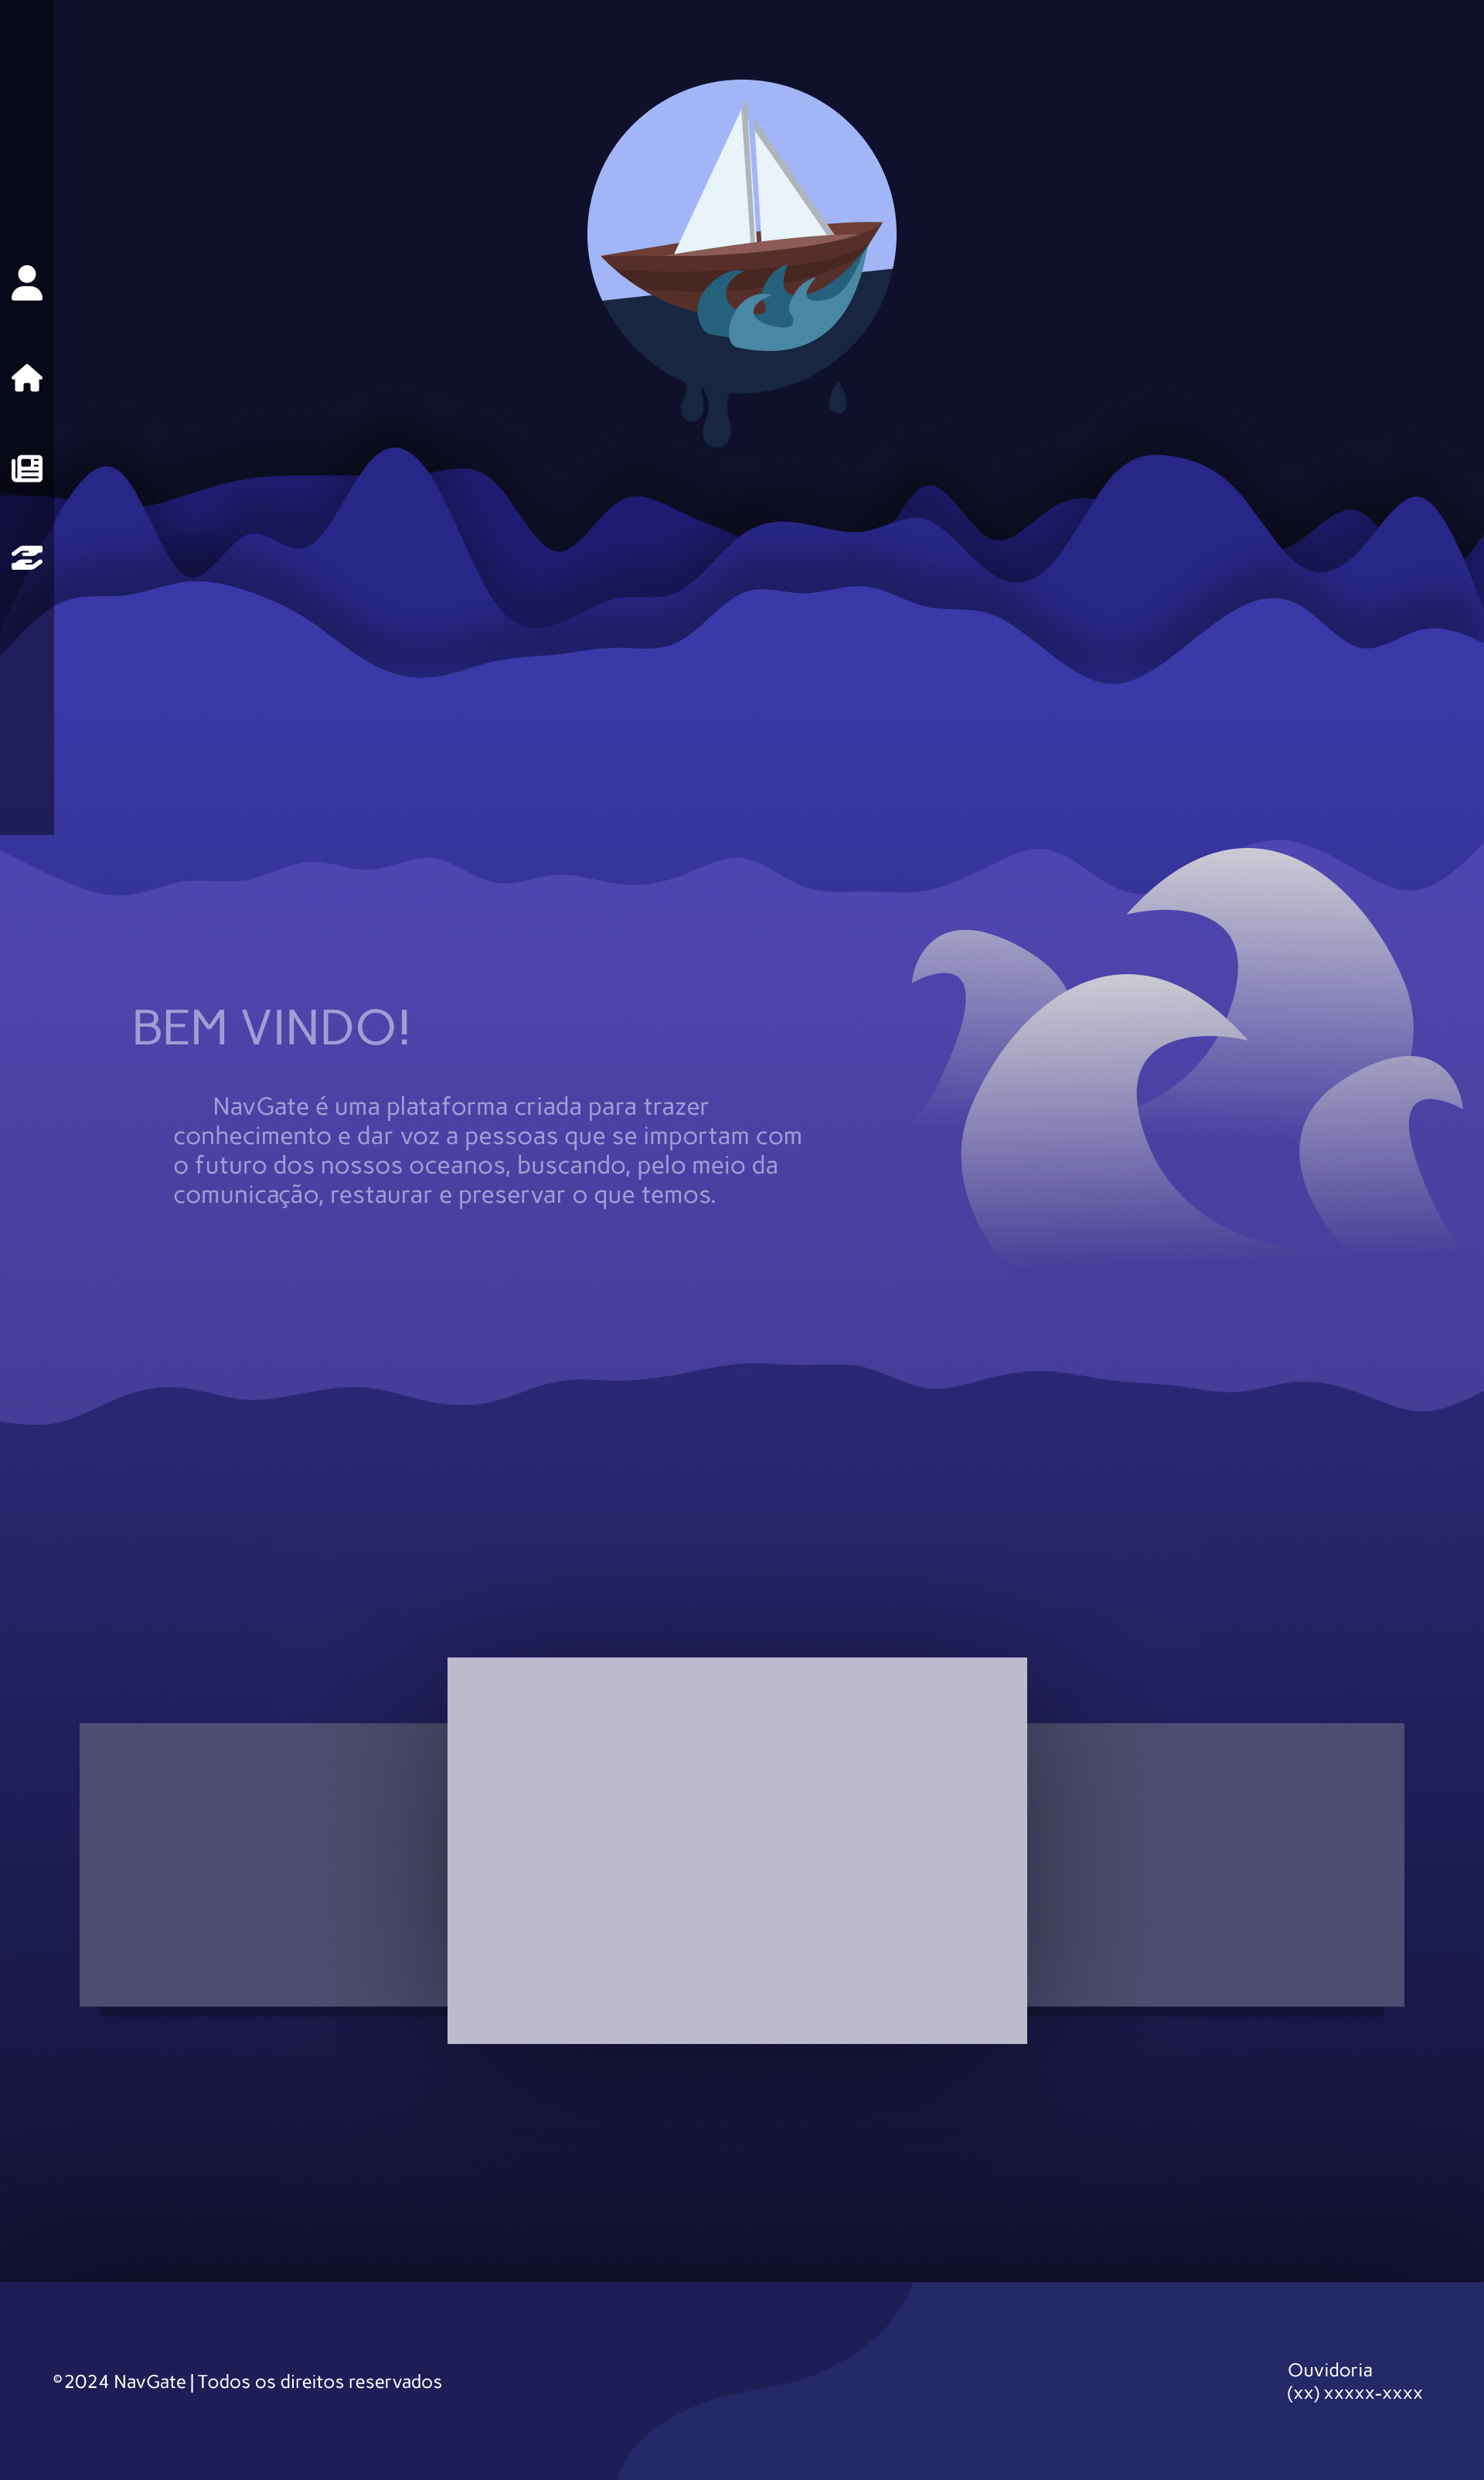 BEM VINDO!
NavGate é uma plataforma criada para trazer
conhecimento e dar voz a pessoas que se importam com
o futuro dos nossos oceanos, buscando, pelo meio da
comunicação, restaurar e preservar o que temos.
©2024 NavGate | Todos os direitos reservados
Ouvidoria
(xx) xxxxx-xxxx